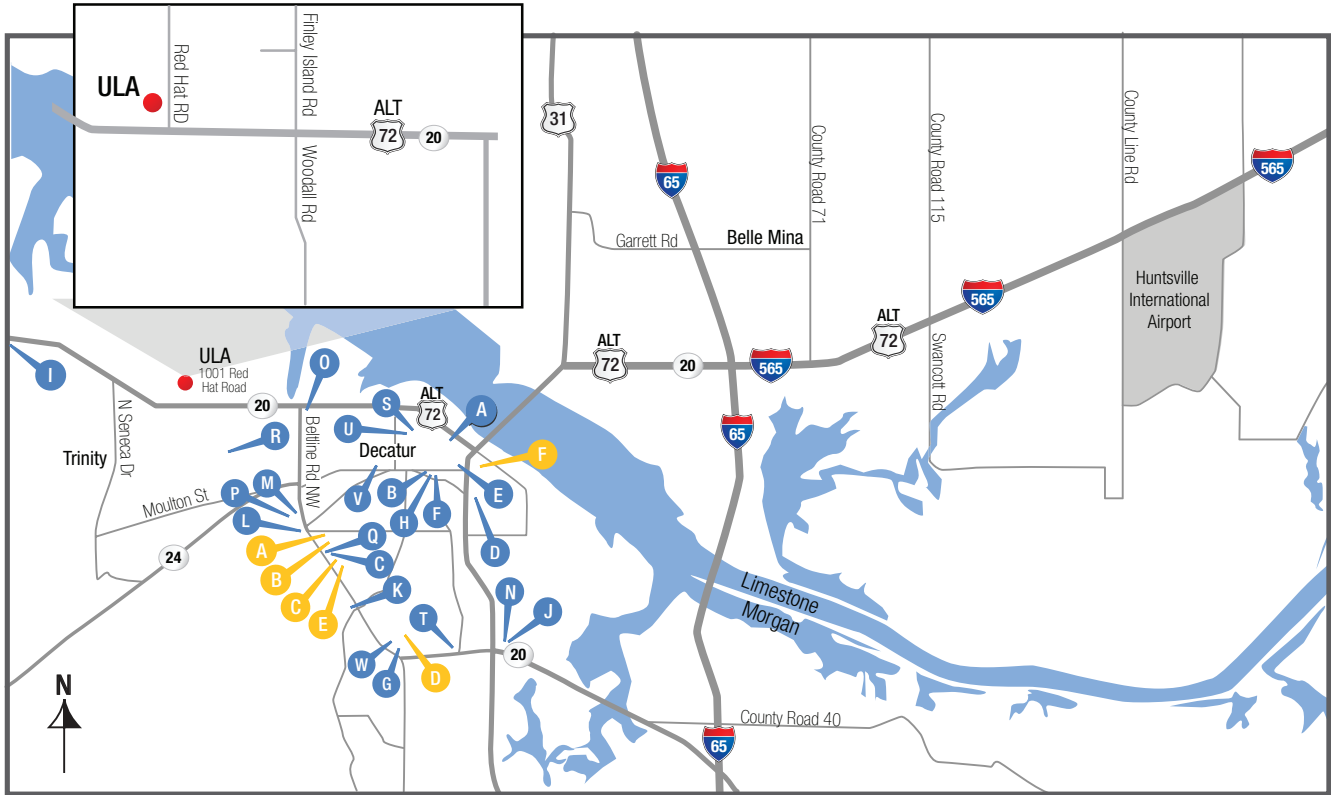 Red Hat RD
Finley Island Rd
ULA
ALT
72
20
Woodall Rd
31
65
County Road 71
County Road 115
County Line Rd
565
Garrett Rd
Belle Mina
Huntsville
International
Airport
565
ALT
72
Swancott Rd
ALT
72
20
565
ULA
1001 Red
Hat Road
I
O
N Seneca Dr
20
Beltline Rd NW
S
ALT
72
A
U
65
R
Decatur
F
Trinity
M
P
V
B
E
Moulton St
H
F
L
A
Q
D
24
B
C
C
K
E
N
J
T
Limestone
Morgan
W
G
D
20
N
County Road 40
65